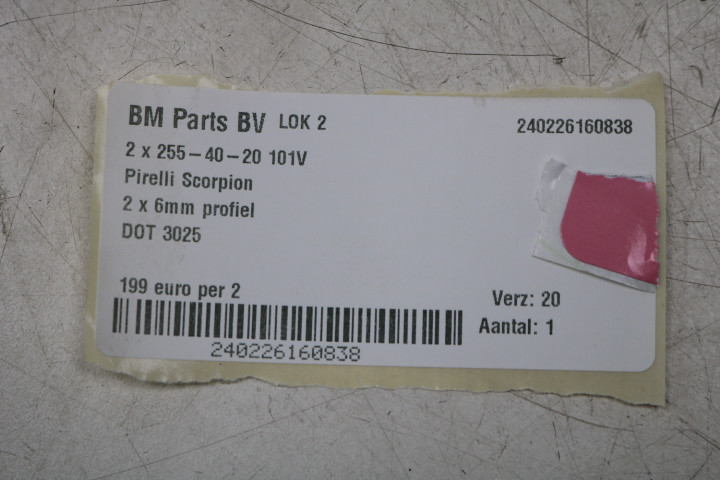 BM Parts BV LOK 2 240226160838
2 x 255-40-20 101V
Pirelli Scorpion
2 x 6mm profiel
DOT 3025
199 euro per 2
Verz: 20
Aantal: 1
240226160838